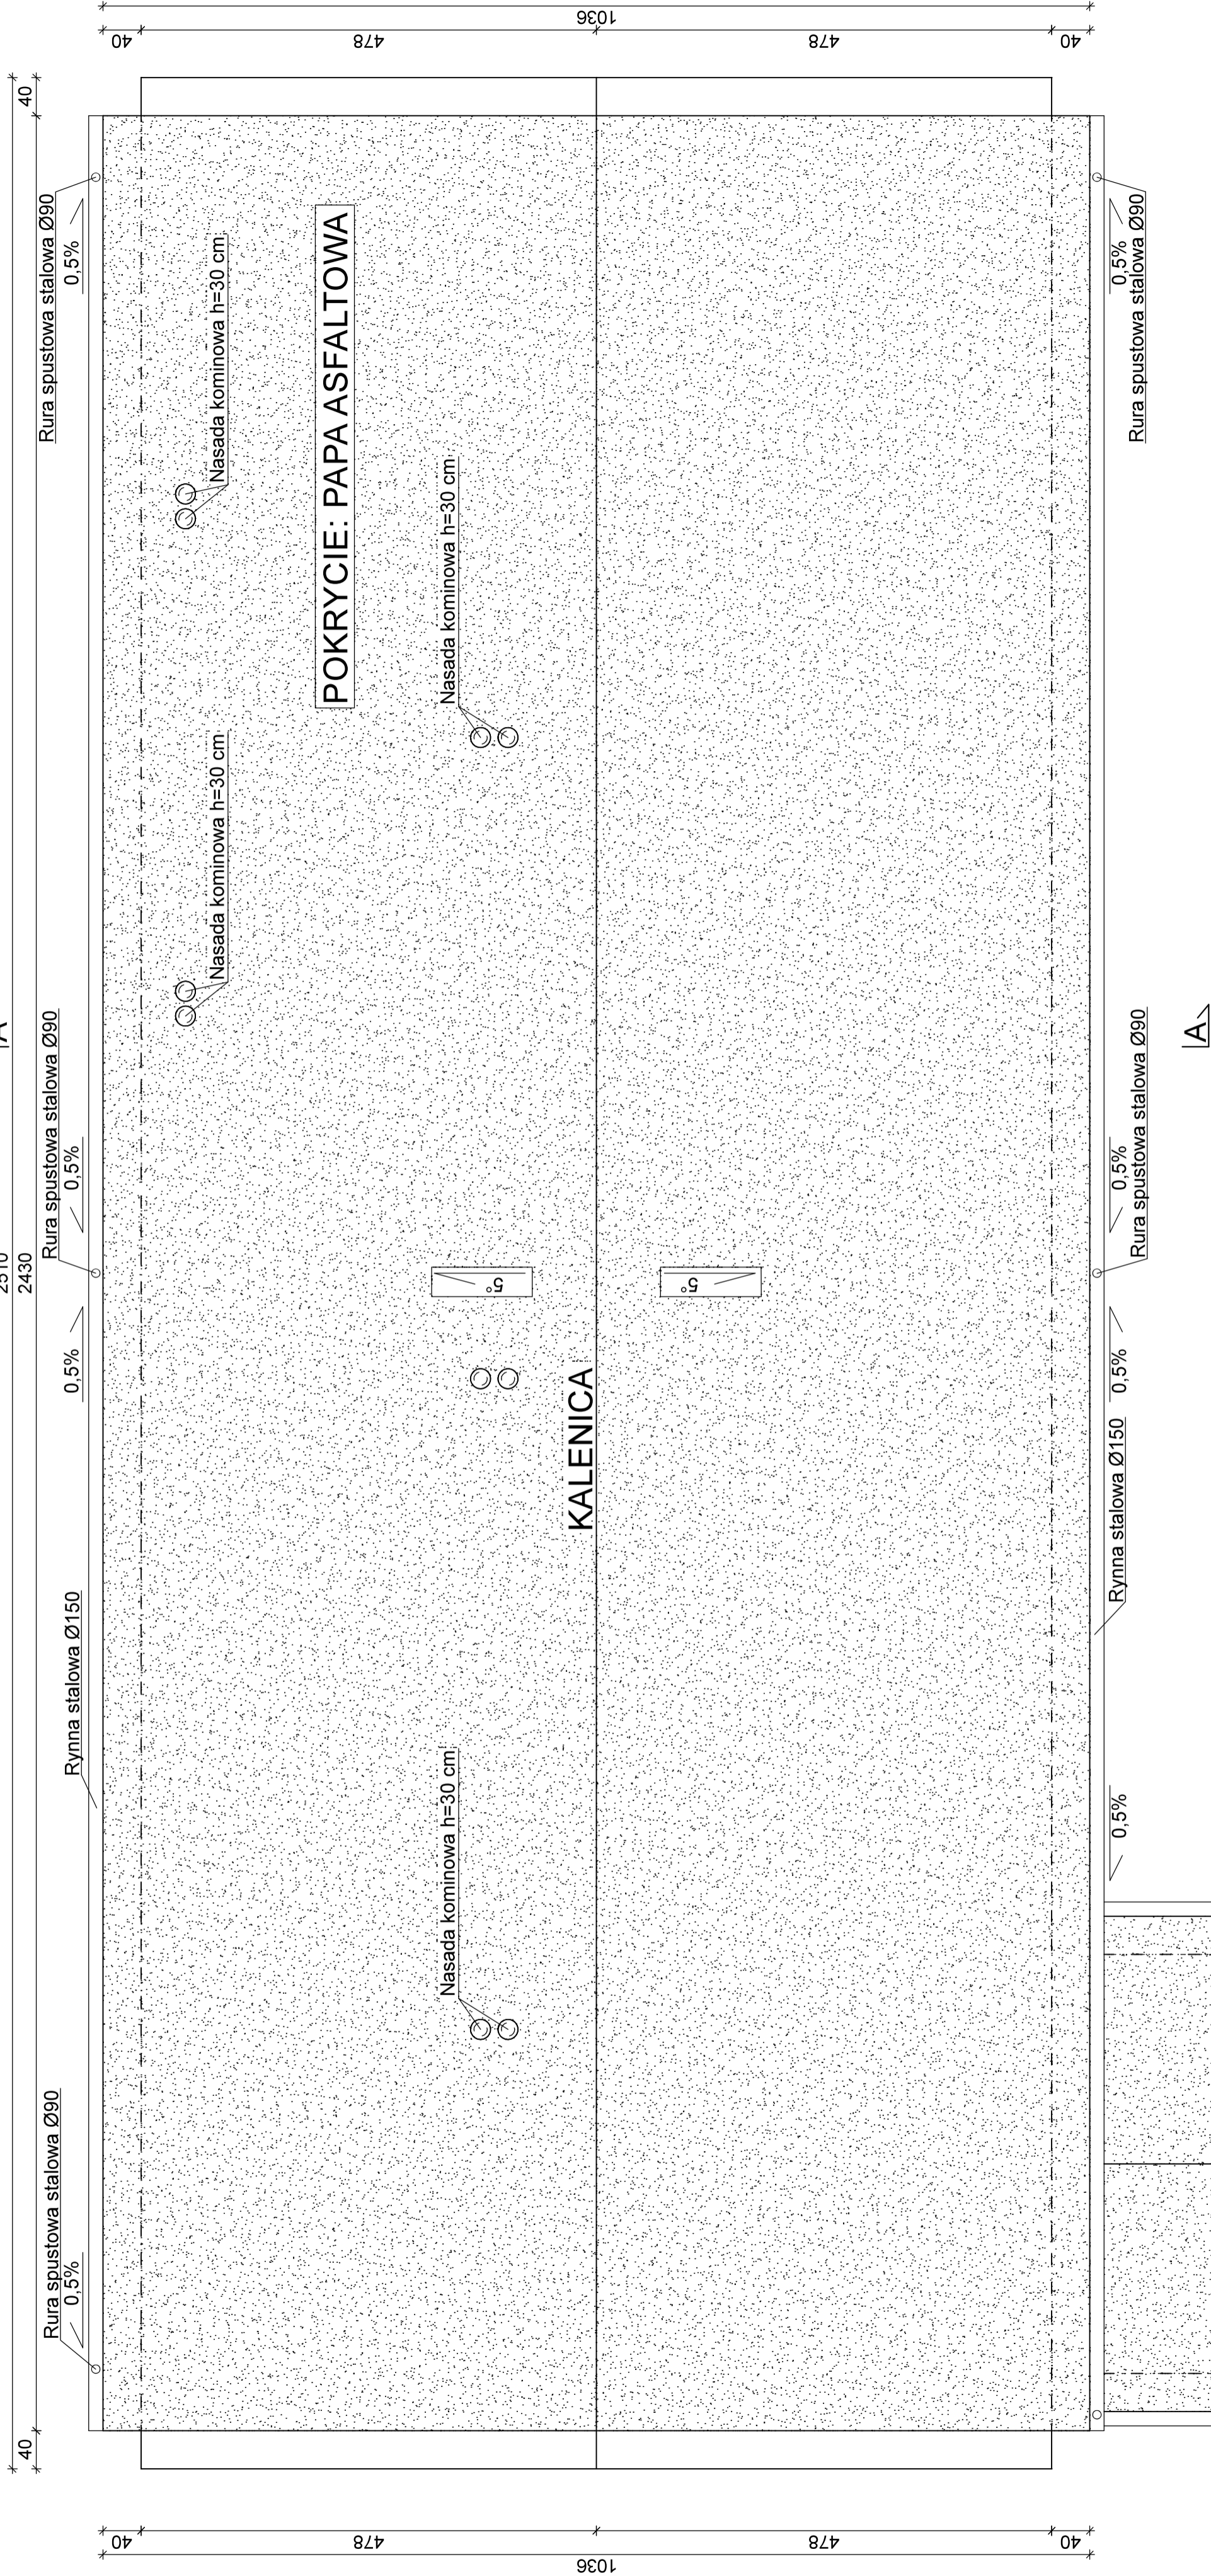 A
2510
2430
40
40
Rura spustowa stalowa Ø90
0,5%
Rynna stalowa Ø150
0,5%
Rura spustowa stalowa Ø90
0,5%
Rura spustowa stalowa Ø90
0,5%
Nasada kominowa h=30 cm
Nasada kominowa h=30 cm
POKRYCIE: PAPA ASFALTOWA
Nasada kominowa h=30 cm
Nasada kominowa h=30 cm
5°
KALENICA
5°
0,5%
Rynna stalowa Ø150
0,5%
0,5%
Rura spustowa stalowa Ø90
0,5%
Rura spustowa stalowa Ø90
A
40
478
478
40
1036
40
478
478
40
1036